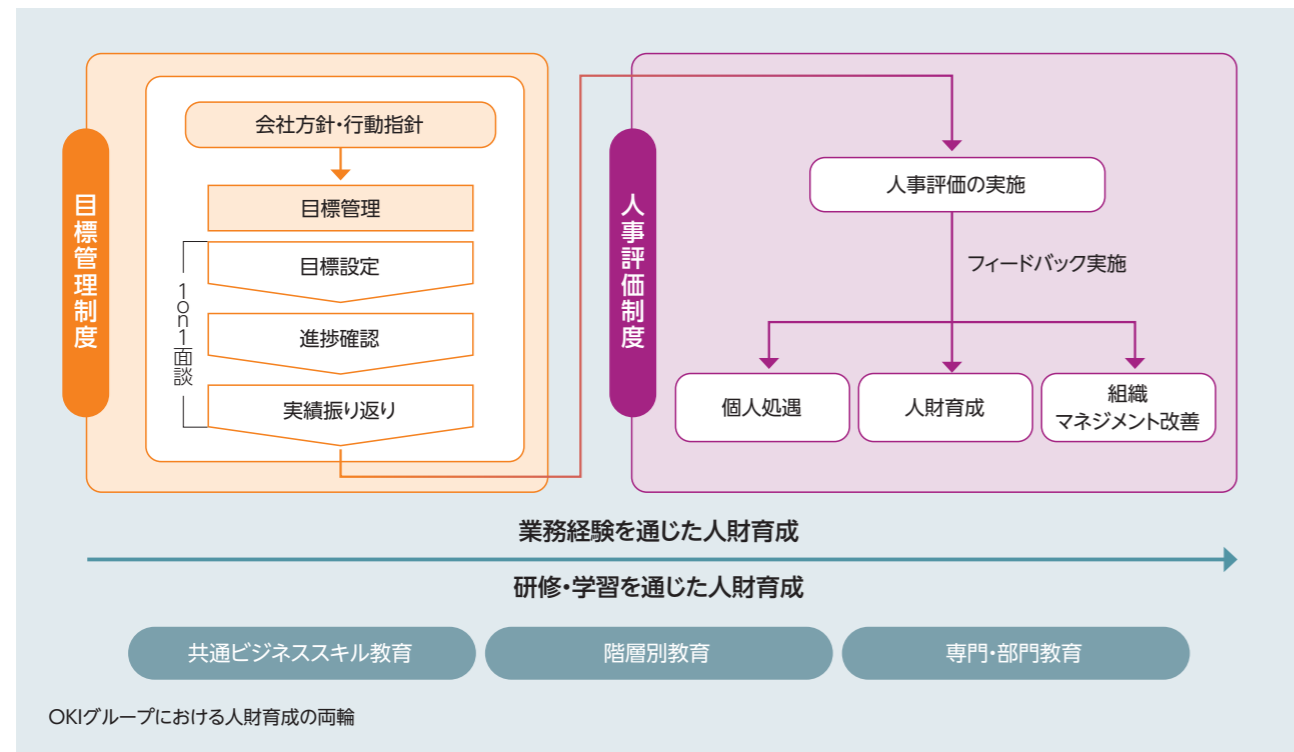 目標管理制度
会社方針・行動指針
目標管理
1on1面談
目標設定
進捗確認
実績振り返り
人事評価制度
人事評価の実施
フィードバック実施
個人処遇
人財育成
組織
マネジメント改善
業務経験を通じた人財育成
研修・学習を通じた人財育成
共通ビジネススキル教育
階層別教育
専門・部門教育
OKIグループにおける人財育成の両輪